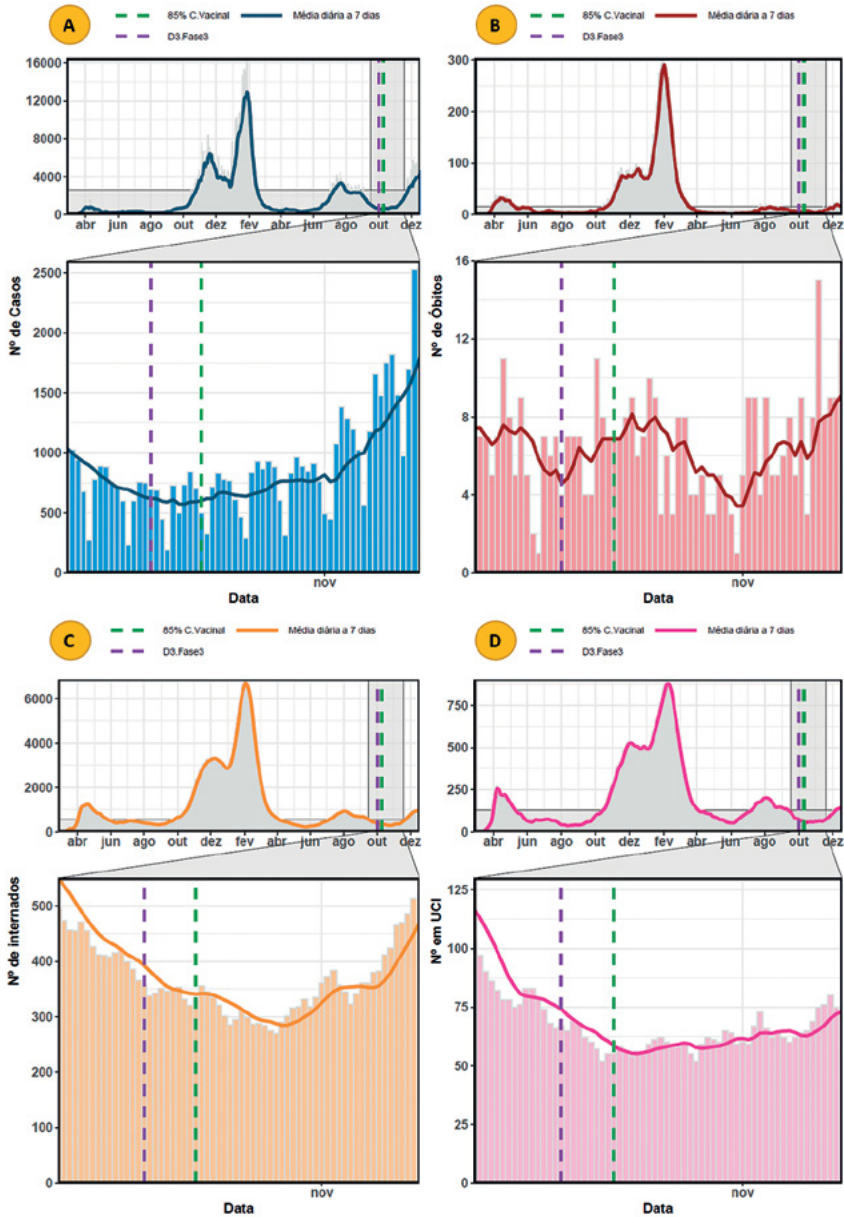 A
85% C.Vacinal Média diária a 7 dias
D3.Fase3
16000
12000
8000
4000
0
abr jun ago out dez fev abr jun ago out dez
Nº de Casos
2500
2000
1500
1000
500
0
nov
Data
B
85% C.Vacinal Média diária a 7 dias
D3.Fase3
300
200
100
0
abr jun ago out dez fev abr jun ago out dez
Nº de Óbitos
16
12
8
4
0
nov
Data
C
85% C.Vacinal Média diária a 7 dias
D3.Fase3
6000
4000
2000
0
abr jun ago out dez fev abr jun ago out dez
Nº de internados
500
400
300
200
100
0
nov
Data
D
85% C.Vacinal Média diária a 7 dias
D3.Fase3
750
500
250
0
abr jun ago out dez fev abr jun ago out dez
Nº em UCI
125
100
75
50
25
0
nov
Data